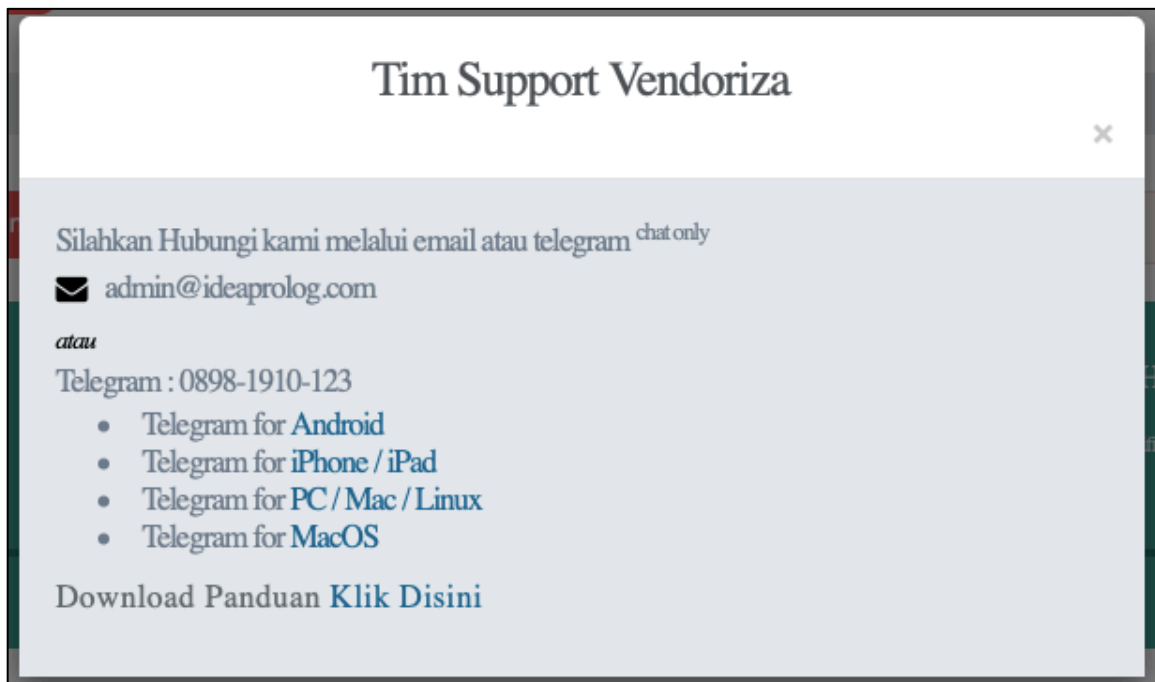 Tim Support Vendoriza
×
Silahkan Hubungi kami melalui email atau telegram chat only
admin@ideaprolog.com
atau
Telegram : 0898-1910-123
• Telegram for Android
• Telegram for iPhone / iPad
• Telegram for PC / Mac / Linux
• Telegram for MacOS
Download Panduan Klik Disini